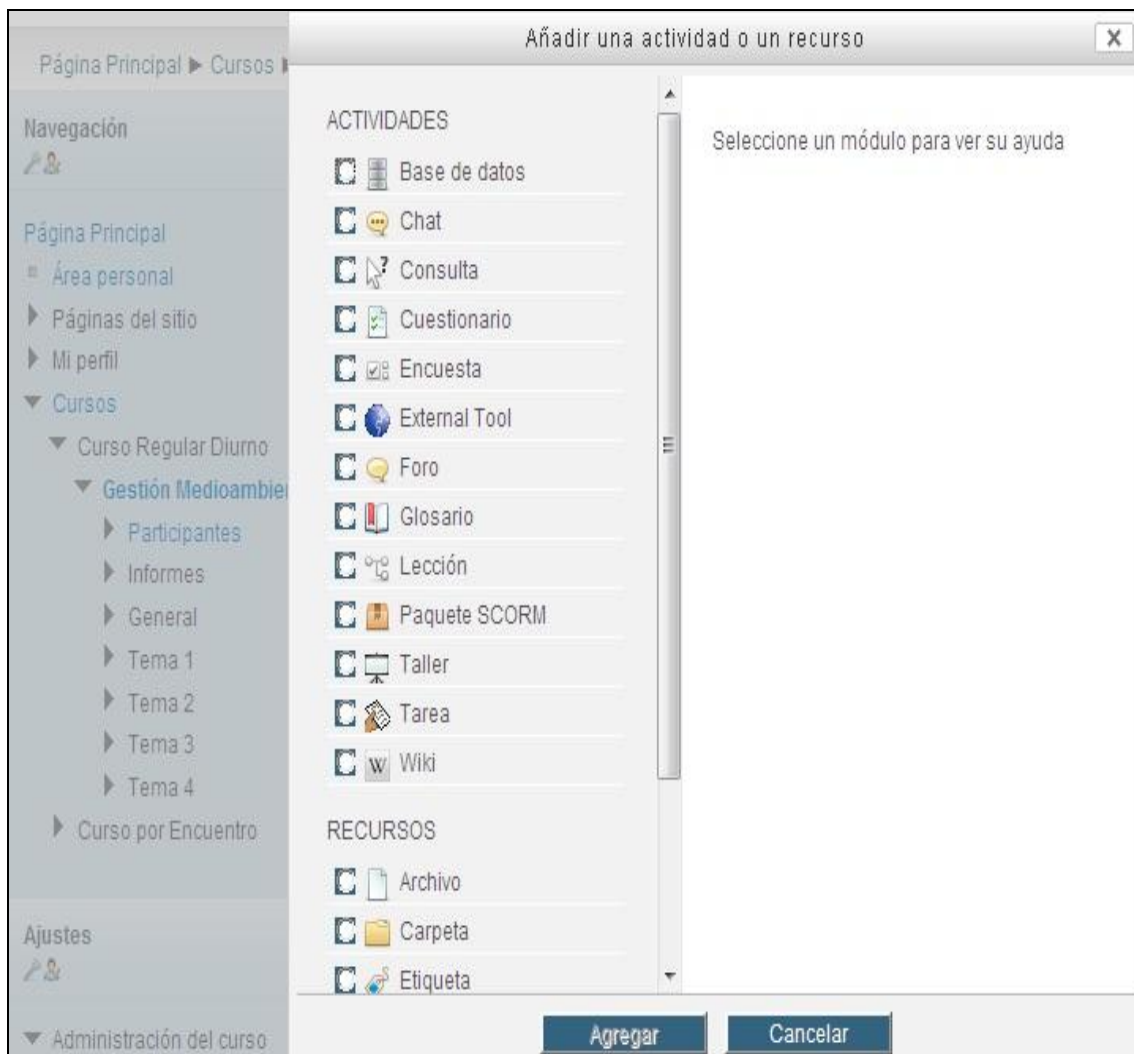 Añadir una actividad o un recurso
Página Principal ► Cursos
Navegación
Página Principal
Área personal
Páginas del sitio
Mi perfil
Cursos
Curso Regular Diurno
Gestión Medioambie
Participantes
Informes
General
Tema 1
Tema 2
Tema 3
Tema 4
Curso por Encuentro
Ajustes
Administración del curso
ACTIVIDADES
Base de datos
Chat
Consulta
Cuestionario
Encuesta
External Tool
Foro
Glosario
Lección
Paquete SCORM
Taller
Tarea
Wiki
RECURSOS
Archivo
Carpeta
Etiqueta
Seleccione un módulo para ver su ayuda
Agregar
Cancelar